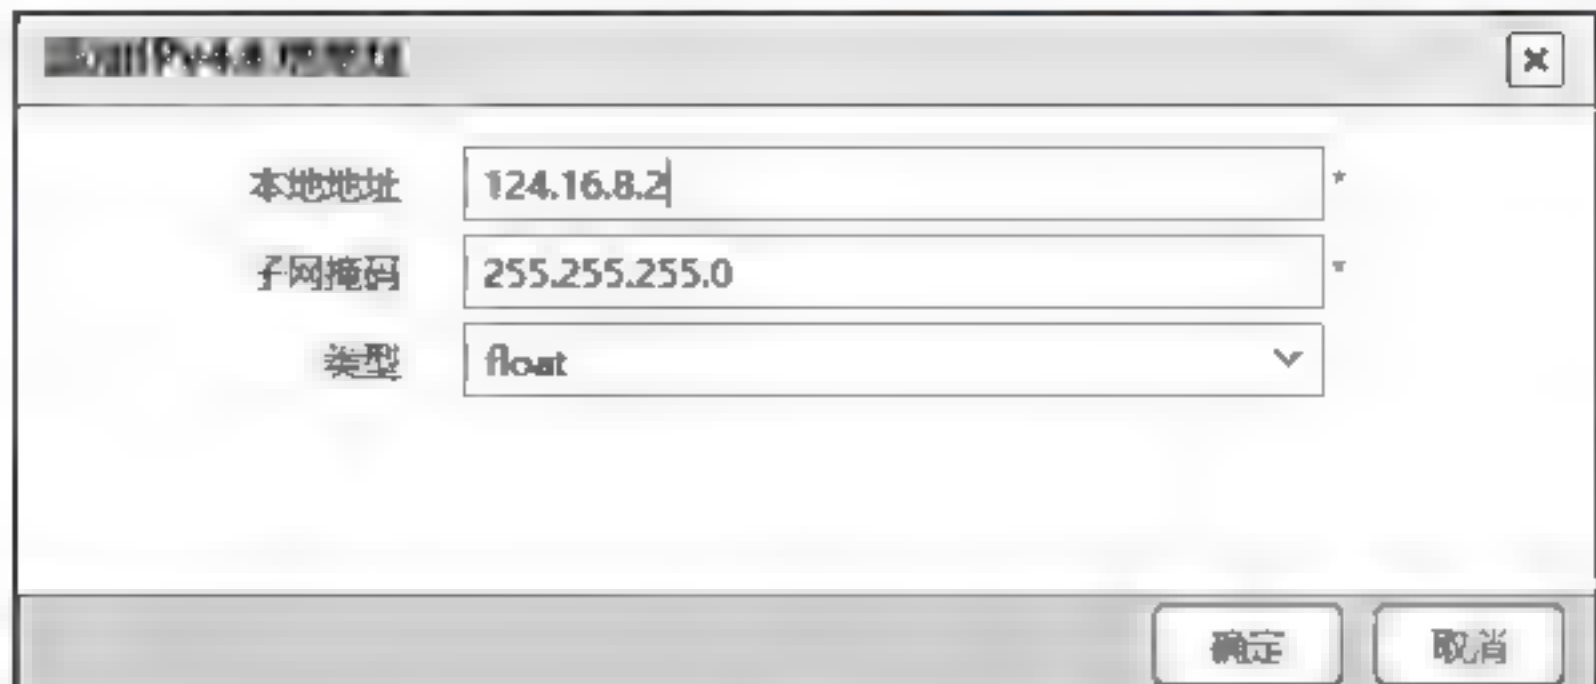 本地地址 124.16.8.2 *
子网掩码 255.255.255.0 *
类型 float
确定 取消